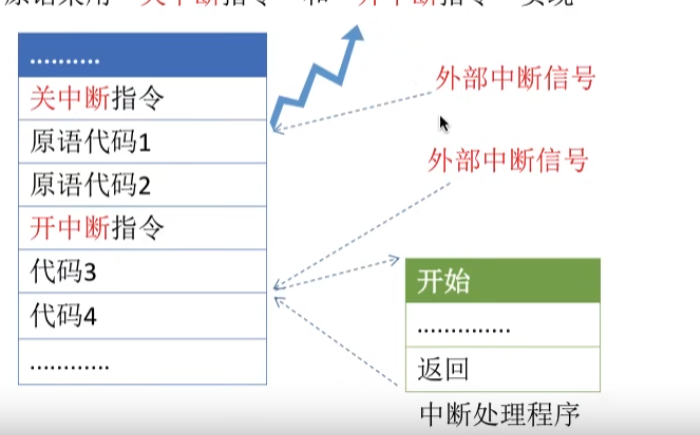 原语采用“关中断指令”和“开中断指令”实现
..........
关中断指令
原语代码1
原语代码2
开中断指令
代码3
代码4
............
外部中断信号
外部中断信号
开始
..............
返回
中断处理程序